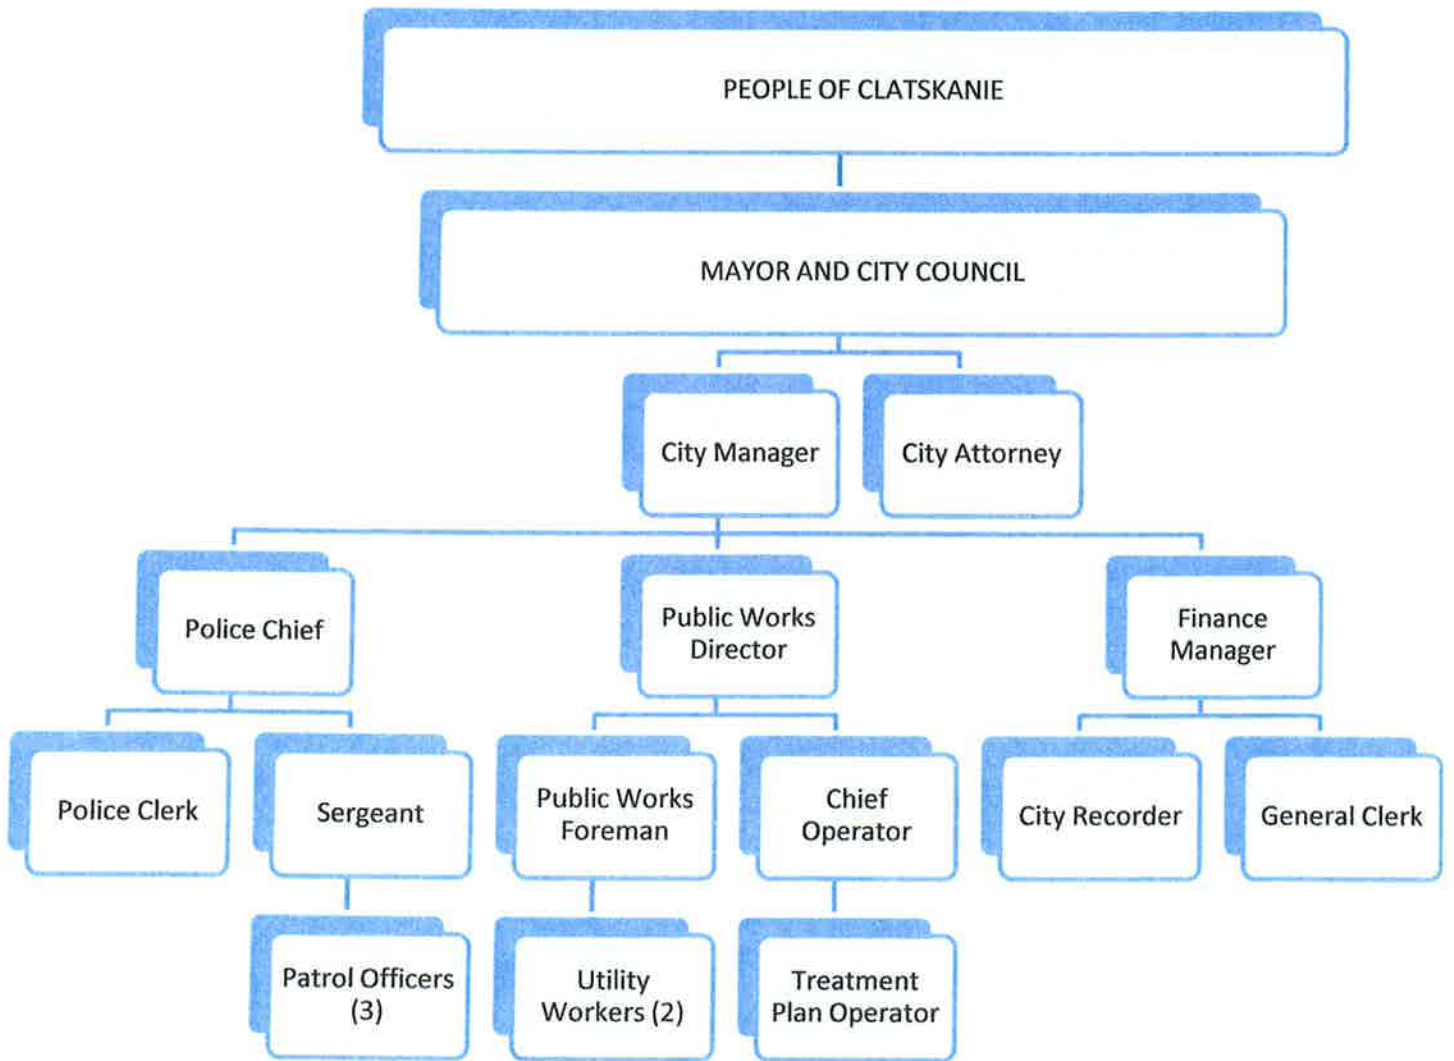 PEOPLE OF CLATSKANIE
MAYOR AND CITY COUNCIL
City Manager
City Attorney
Police Chief
Public Works
Director
Finance
Manager
Police Clerk
Sergeant
Public Works
Foreman
Chief
Operator
City Recorder
General Clerk
Patrol Officers
(3)
Utility
Workers (2)
Treatment
Plan Operator